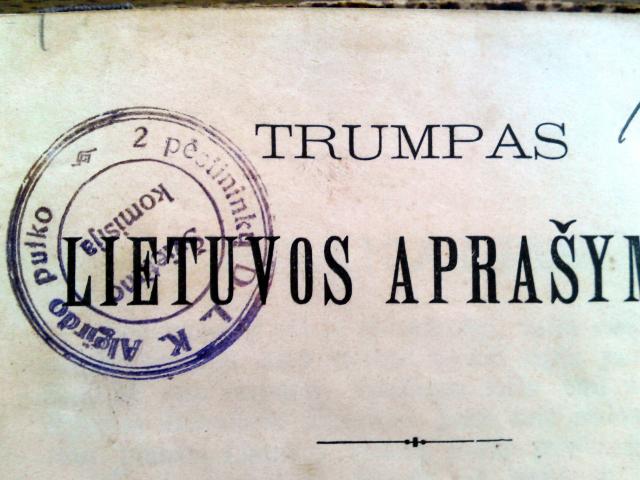 TRUMPAS
LIETUVOS APRAŠYM
2 pėstininkų D. L. K. Algirdo pulko
komisija